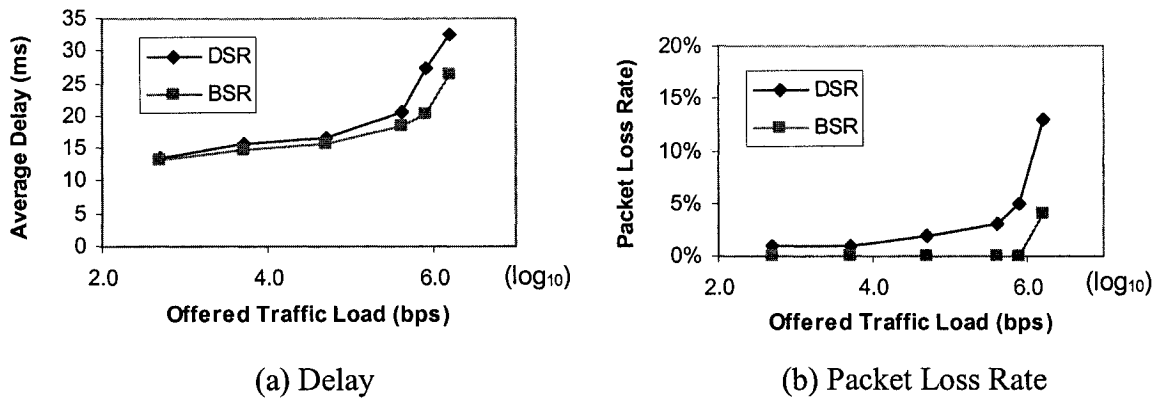 35
30
25
20
15
10
5
0
Average Delay (ms)
DSR
BSR
2.0 4.0 6.0 (log10)
Offered Traffic Load (bps)
(a) Delay
20%
15%
10%
5%
0%
Packet Loss Rate
DSR
BSR
2.0 4.0 6.0 (log10)
Offered Traffic Load (bps)
(b) Packet Loss Rate